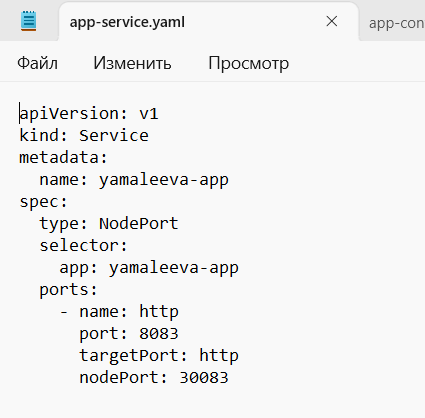 app-service.yaml
app-con
Файл Изменить Просмотр
apiVersion: v1
kind: Service
metadata:
  name: yamaleeva-app
spec:
  type: NodePort
  selector:
    app: yamaleeva-app
  ports:
    - name: http
      port: 8083
      targetPort: http
      nodePort: 30083